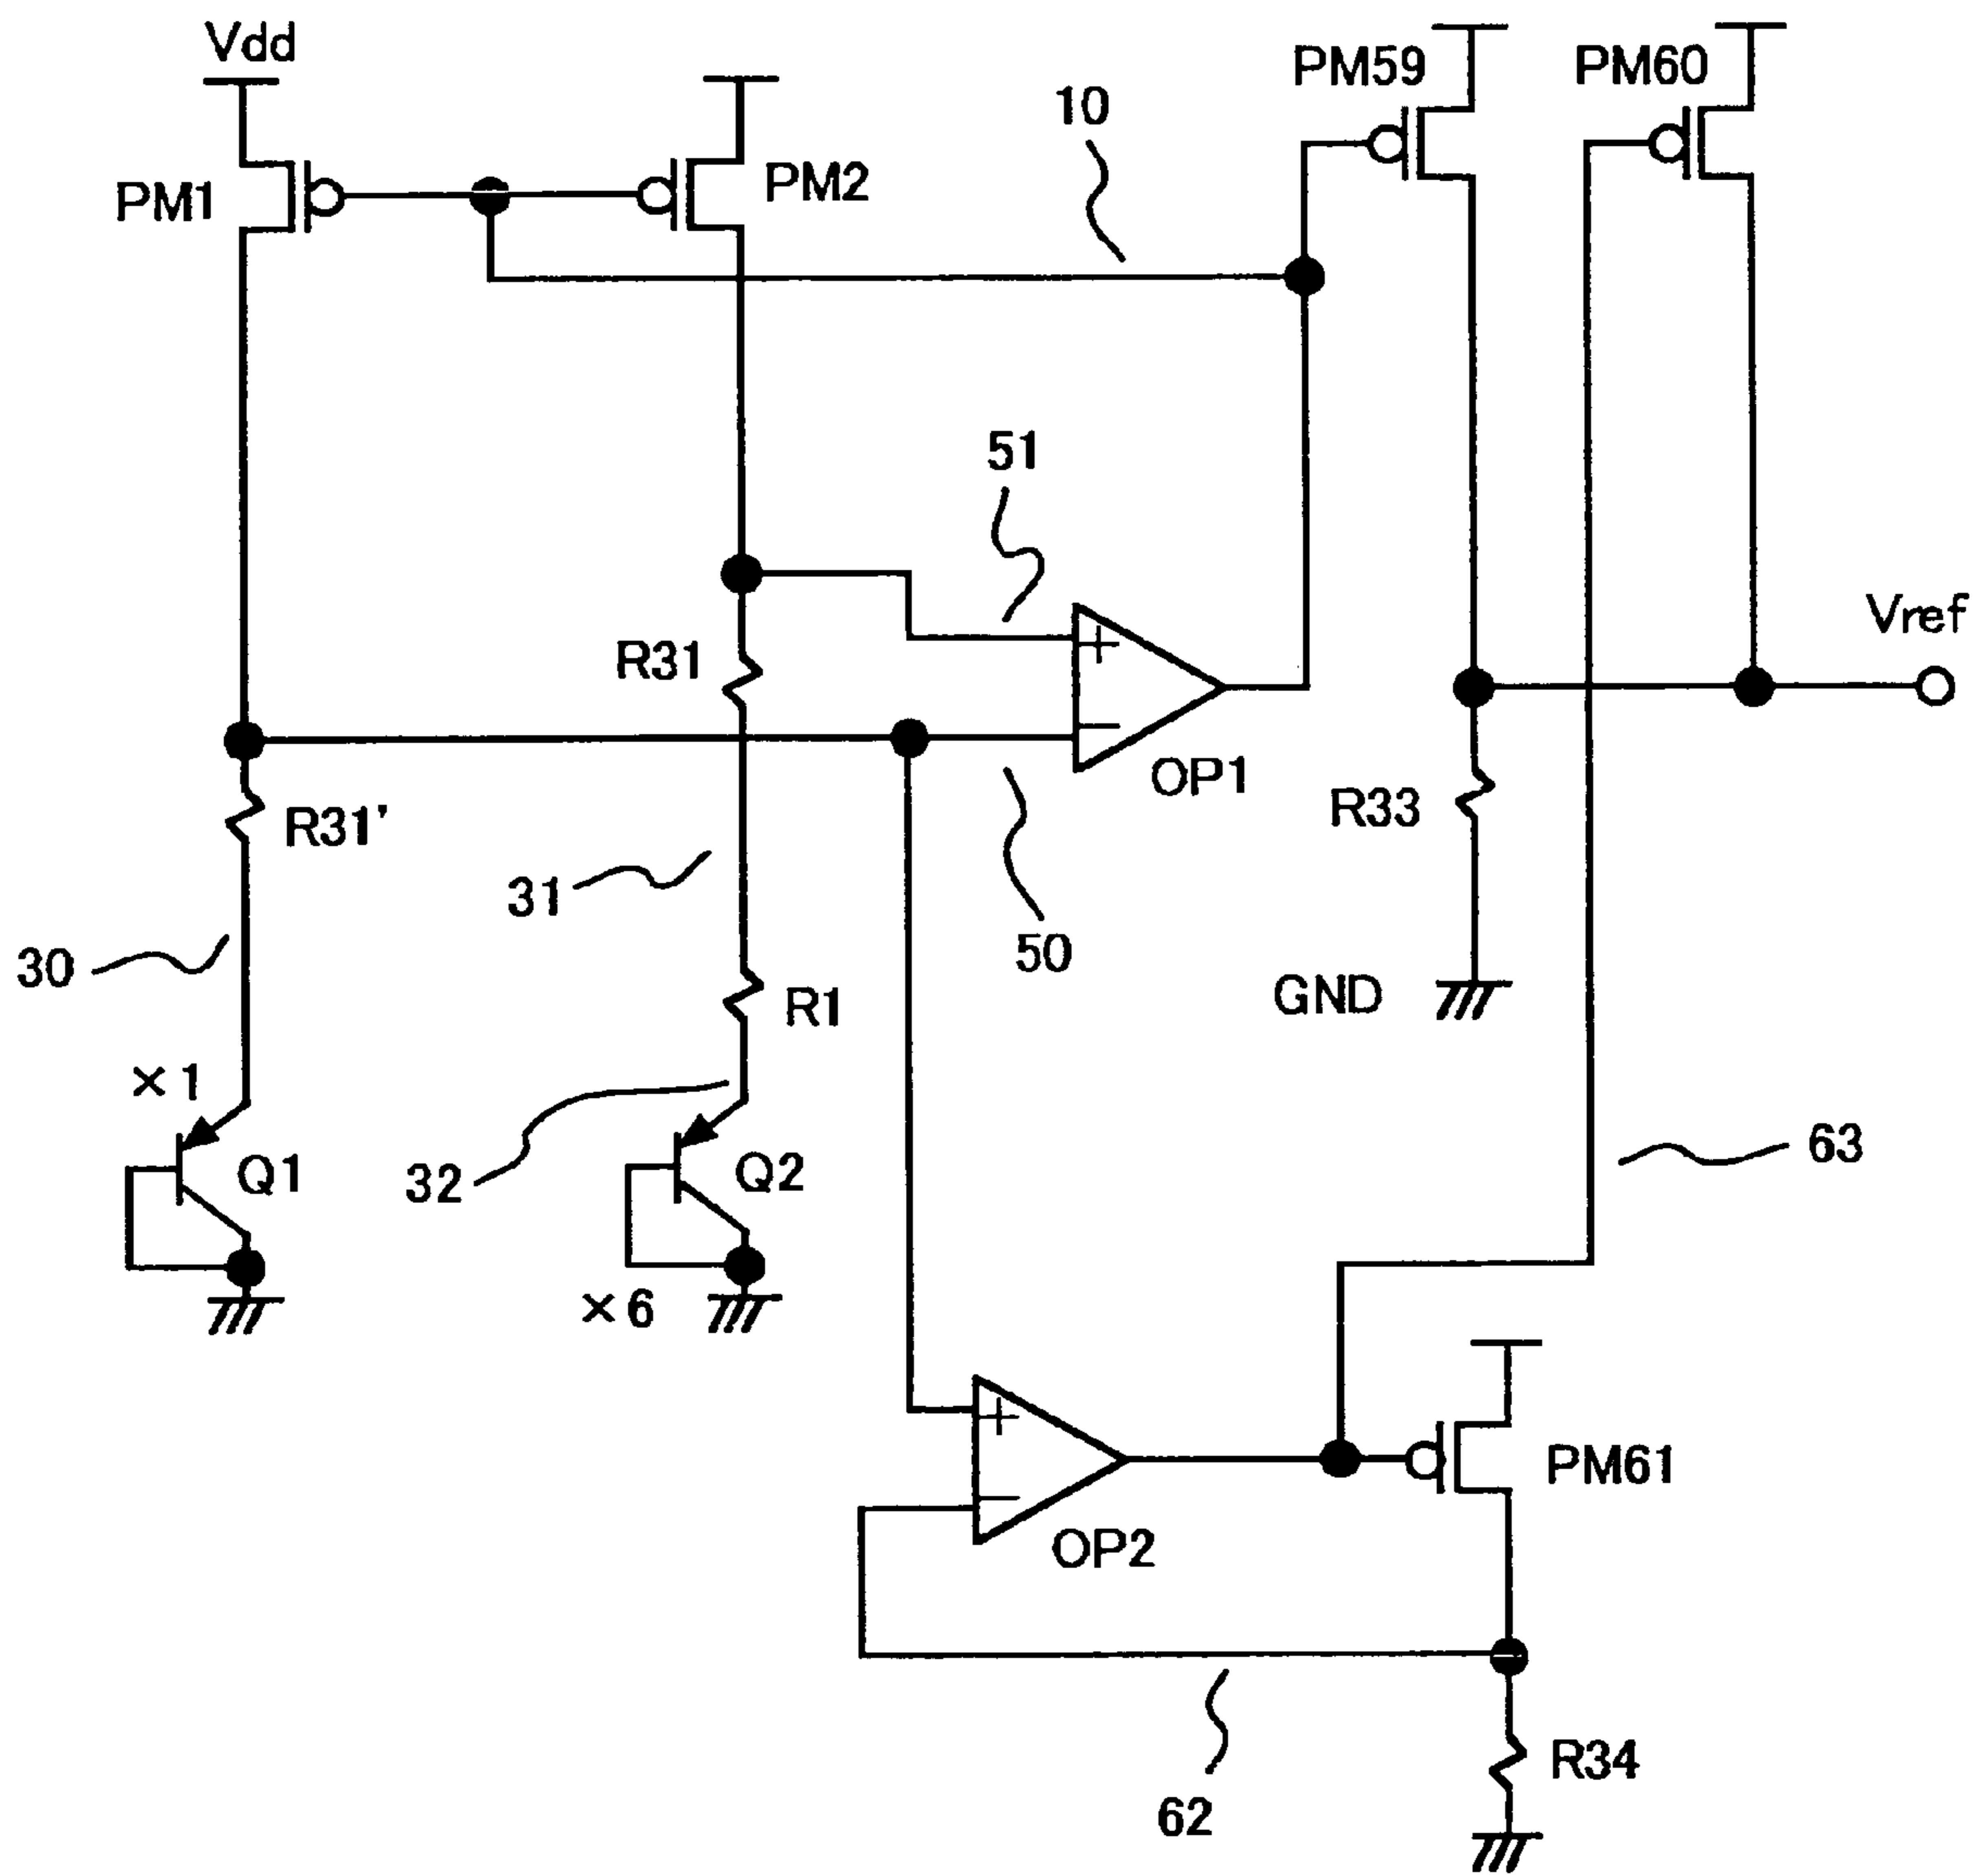 Vdd
PM59
PM60
10
PM1
PM2
51
Vref
R31
OP1
R33
R31'
31
30
50
R1
GND
×1
Q1
32
Q2
63
×6
PM61
OP2
R34
62